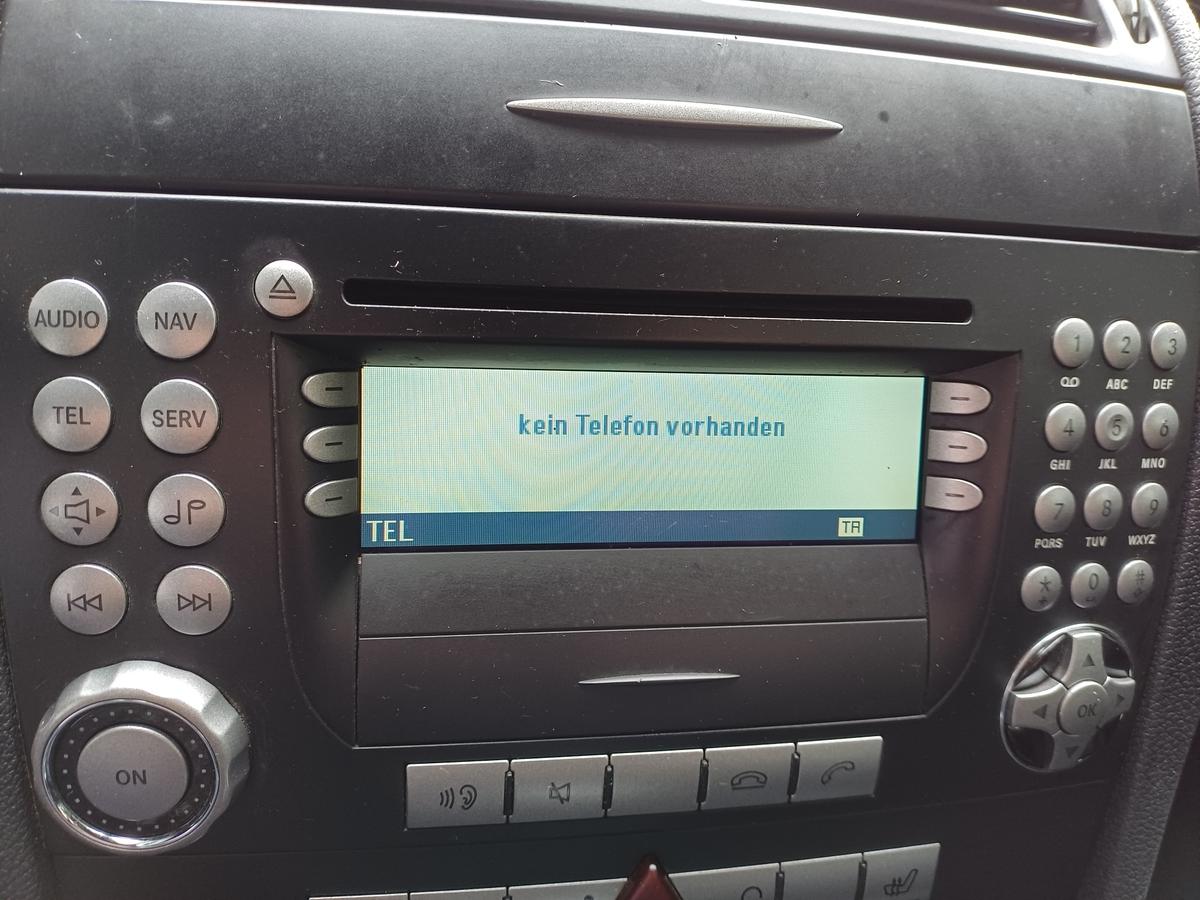 AUDIO
NAV
TEL
SERV
kein Telefon vorhanden
TEL
TA
ON
1
2
3
ABC
DEF
4
5
6
GHI
JKL
MNO
7
8
9
PQRS
TUV
WXYZ
*
0
#
OK